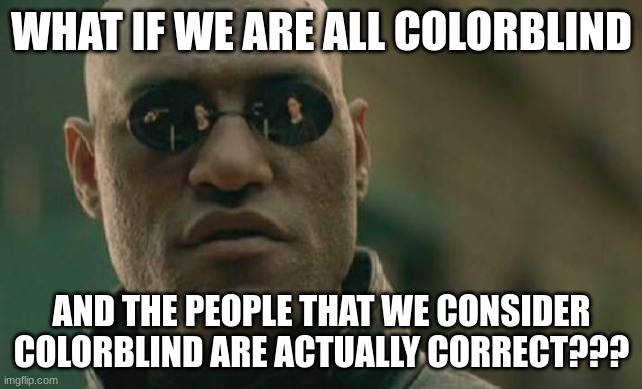 WHAT IF WE ARE ALL COLORBLIND
AND THE PEOPLE THAT WE CONSIDER
COLORBLIND ARE ACTUALLY CORRECT???
imgflip.com